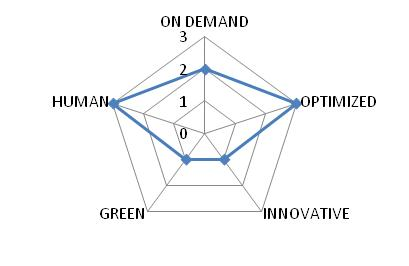 ON DEMAND
3
2
HUMAN
OPTIMIZED
1
0
GREEN
INNOVATIVE